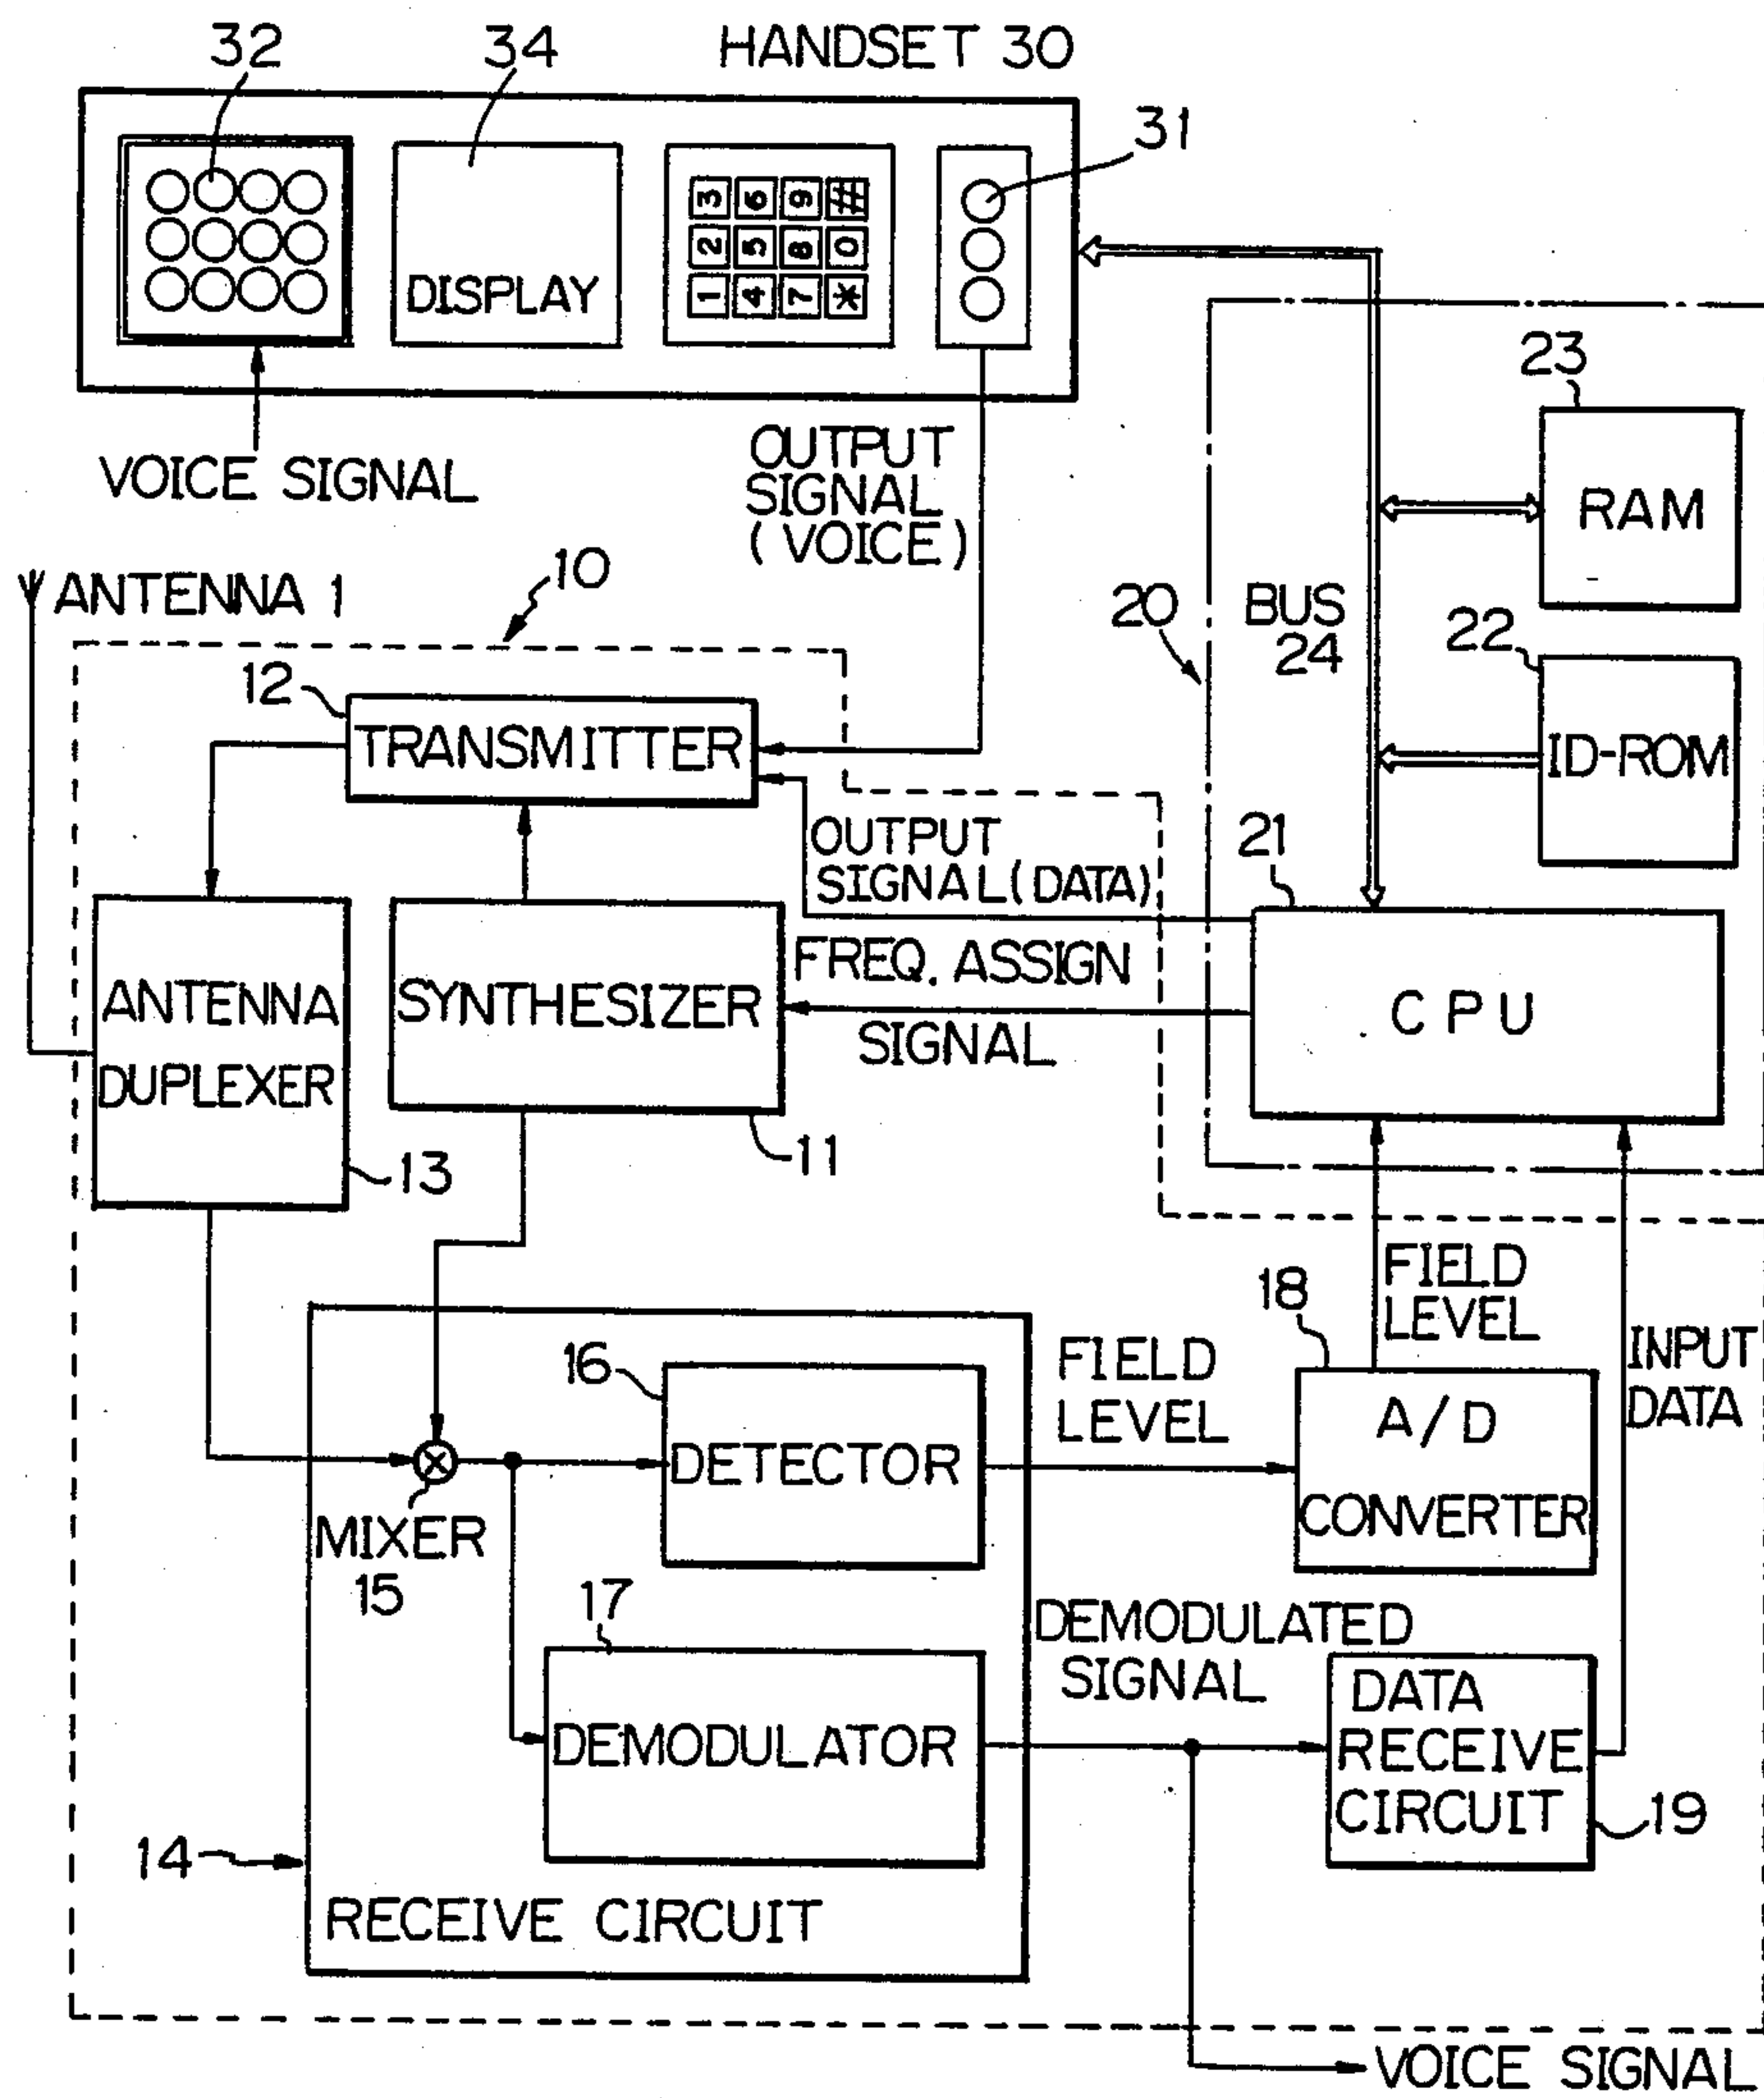 32
34
HANDSET 30
31
DISPLAY
3 6 9 #
2 5 8 0
1 4 7 *
VOICE SIGNAL
OUTPUT
SIGNAL
(VOICE)
23
RAM
ANTENNA 1
10
20
BUS
24
22
ID-ROM
12
TRANSMITTER
OUTPUT
SIGNAL (DATA)
21
CPU
ANTENNA
DUPLEXER
13
SYNTHESIZER
11
FREQ. ASSIGN
SIGNAL
FIELD
LEVEL
INPUT
DATA
18
A/D
CONVERTER
16
DETECTOR
FIELD
LEVEL
MIXER
15
17
DEMODULATOR
DEMODULATED
SIGNAL
DATA
RECEIVE
CIRCUIT
19
14
RECEIVE CIRCUIT
VOICE SIGNAL